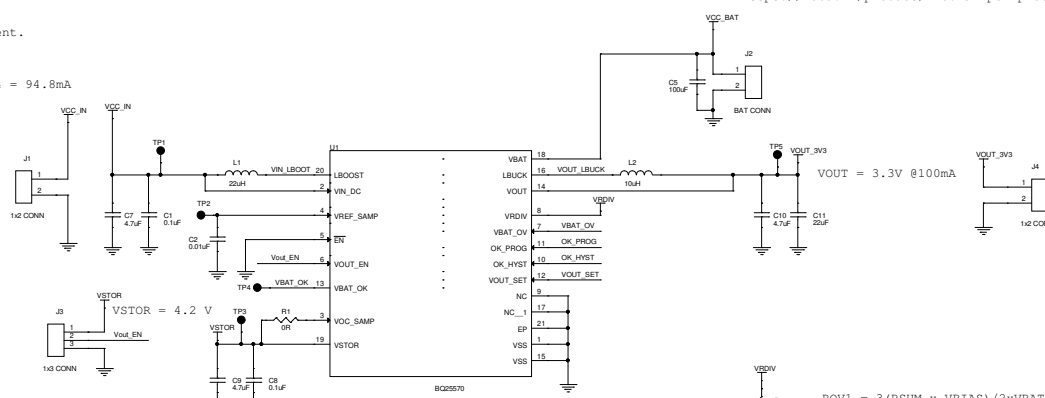 ent.
= 94.8mA
VCC_BAT
J2
1
2
C5
100uF
BAT CONN
VCC_IN
VCC_IN
J1
1
2
1x2 CONN
TP1
L1
22uH
VIN_LBOOST
C7
4.7uF
C1
0.1uF
TP2
C2
0.01uF
Vout_EN
TP4
VBAT_OK
U1
20 LBOOST
2 VIN_DC
4 VREF_SAMP
5 EN
6 VOUT_EN
13 VBAT_OK
3 VOC_SAMP
19 VSTOR
VBAT 18
LBUCK 16
VOUT 14
VRDIV 8
VBAT_OV 7
OK_PROG 11
OK_HYST 10
VOUT_SET 12
NC 9
NC__1 17
EP 21
VSS 1
VSS 15
BQ25570
VOUT_LBUCK
L2
10uH
VRDIV
VBAT_OV
OK_PROG
OK_HYST
VOUT_SET
TP5
VOUT_3V3
VOUT = 3.3V @100mA
C10
4.7uF
C11
22uF
VOUT_3V3
J4
1
2
1x2 CO
VSTOR
VSTOR = 4.2 V
J3
1
2
3
Vout_EN
1x3 CONN
VSTOR
TP3
R1
0R
C9
4.7uF
C8
0.1uF
VRDIV